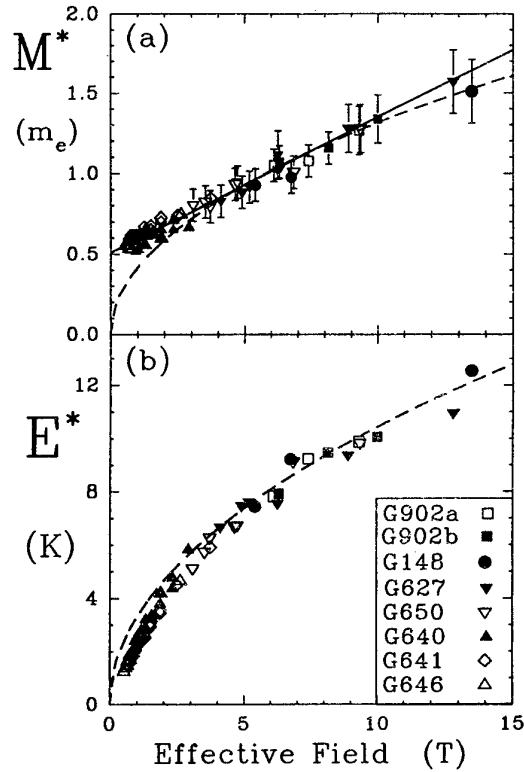 2.0
(a)
M*
1.5
(m_e)
1.0
0.5
0.0
(b)
12
E*
8
(K)
4
0
G902a
G902b
G148
G627
G650
G640
G641
G646
0 5 10 15
Effective Field (T)